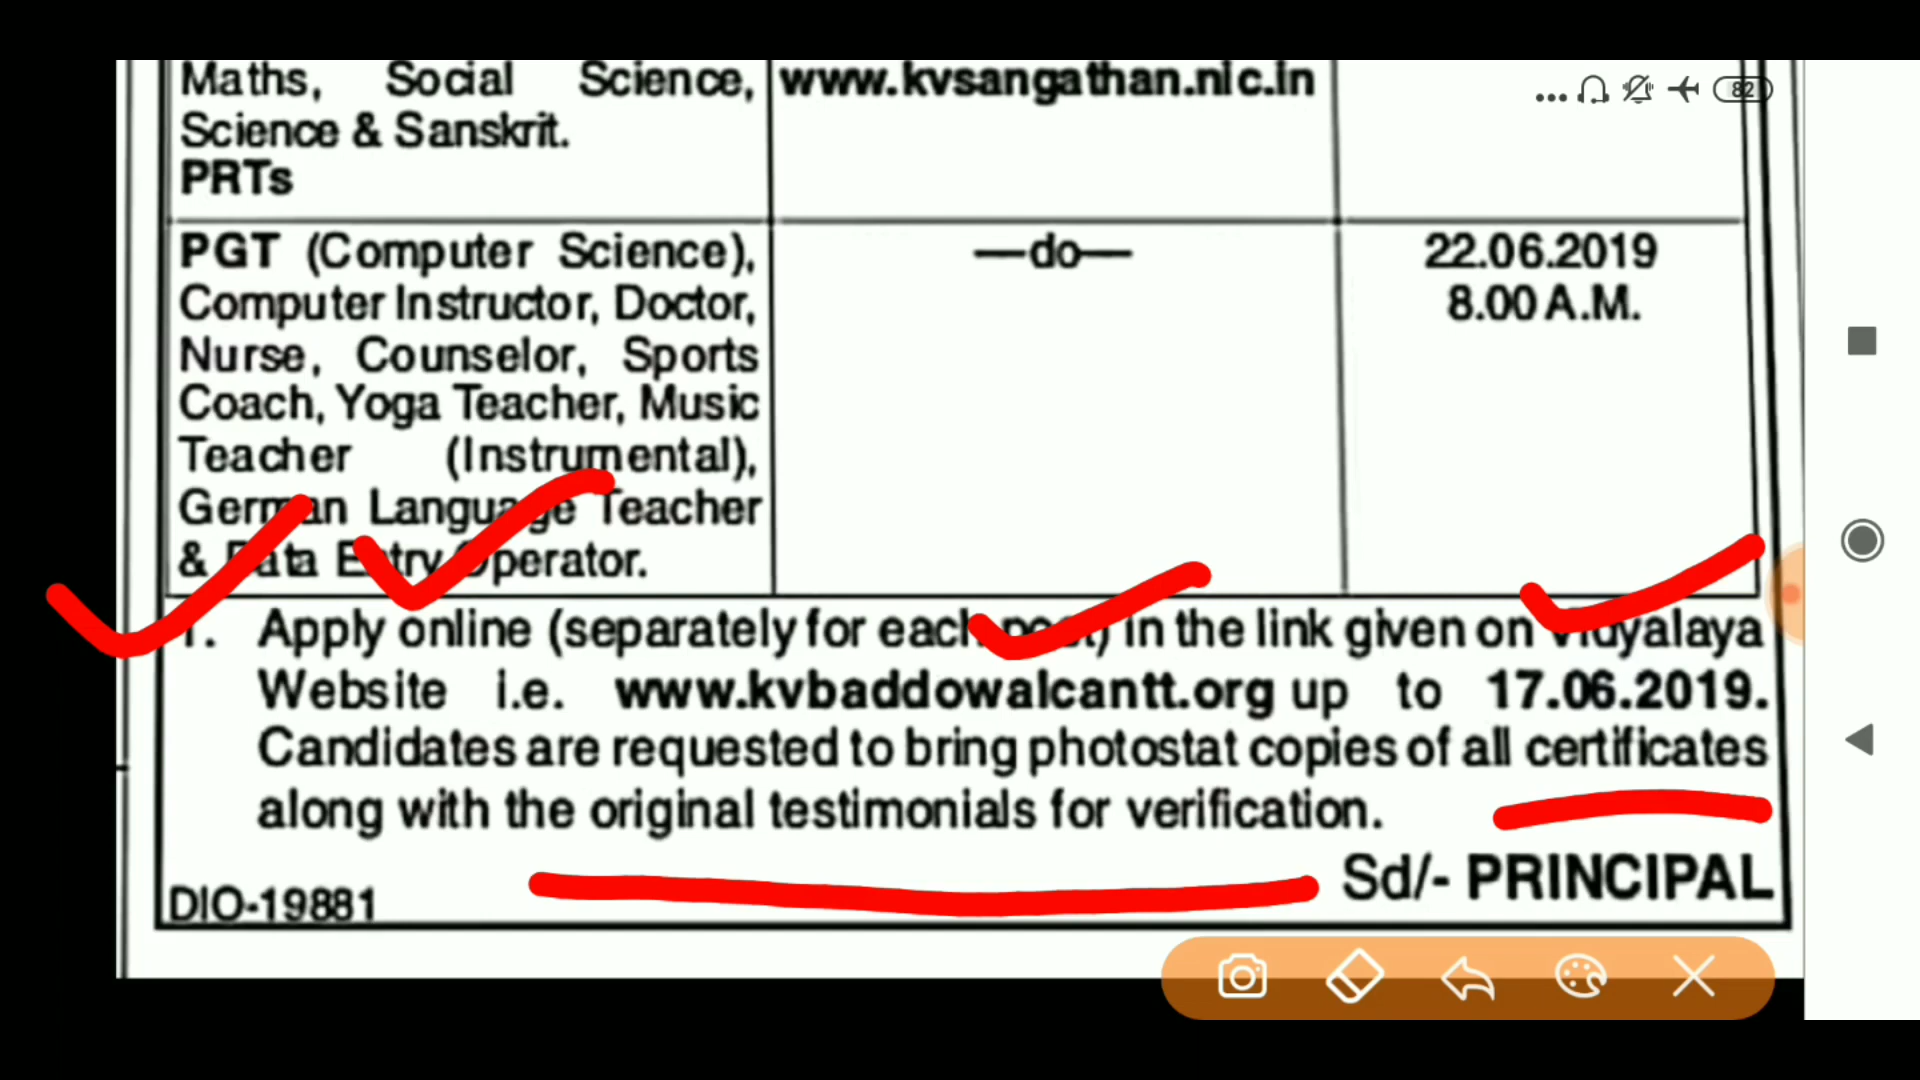 Maths, Social Science,
Science & Sanskrit.
PRTs
www.kvsangathan.nic.in
82
PGT (Computer Science),
Computer Instructor, Doctor,
Nurse, Counselor, Sports
Coach, Yoga Teacher, Music
Teacher (Instrumental),
German Language Teacher
& Data Entry Operator.
—do—
22.06.2019
8.00 A.M.
1. Apply online (separately for each post) in the link given on Vidyalaya
Website i.e. www.kvbaddowalcantt.org up to 17.06.2019.
Candidates are requested to bring photostat copies of all certificates
along with the original testimonials for verification.
Sd/- PRINCIPAL
DIO-19881